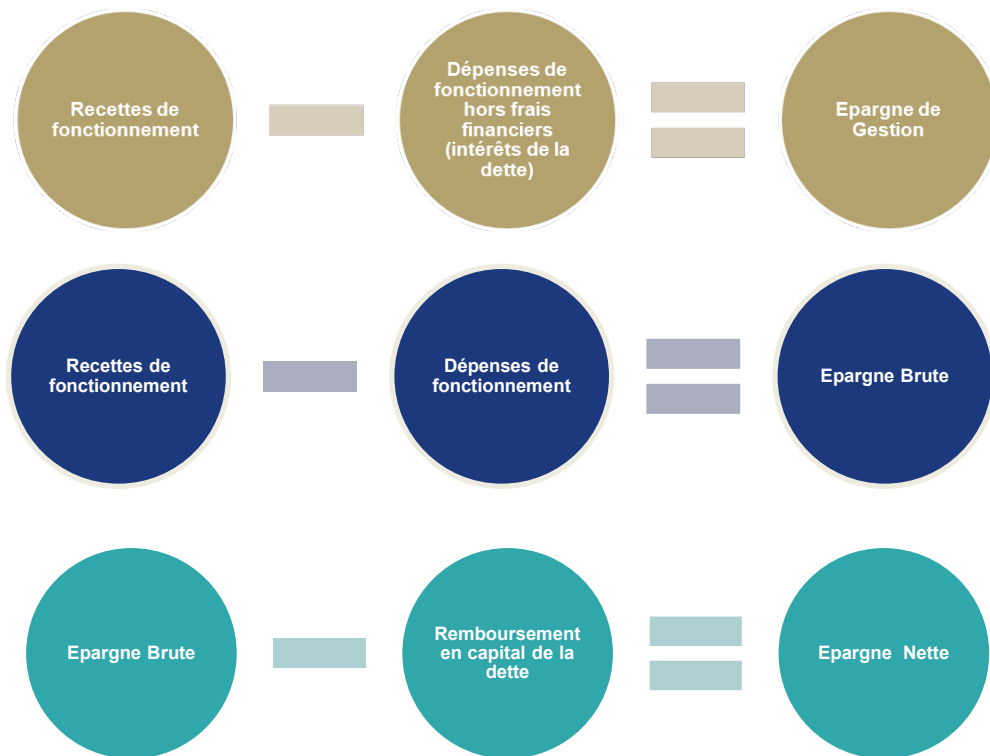 Recettes de
fonctionnement
Dépenses de
fonctionnement
hors frais
financiers
(intérêts de la
dette)
Epargne de
Gestion
Recettes de
fonctionnement
Dépenses de
fonctionnement
Epargne Brute
Epargne Brute
Remboursement
en capital de la
dette
Epargne Nette